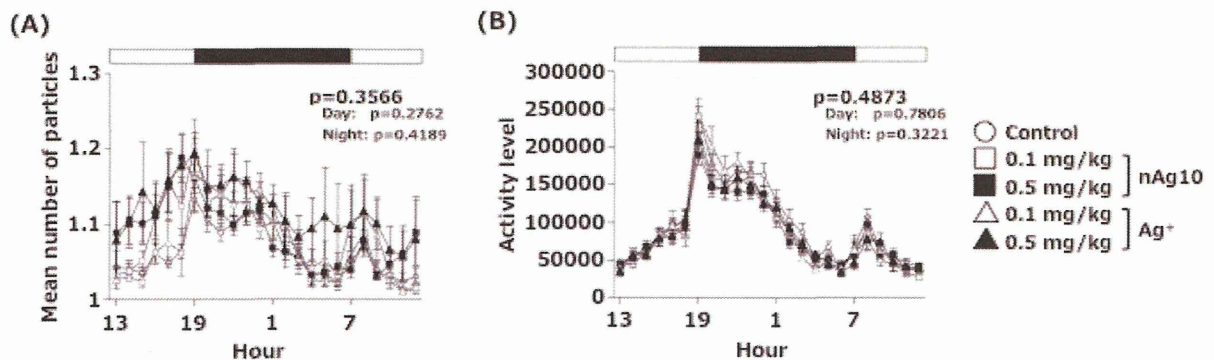 (A)
Mean number of particles
1.3
1.2
1.1
1
13
19
1
7
Hour
p=0.3566
Day: p=0.2762
Night: p=0.4189
(B)
Activity level
300000
250000
200000
150000
100000
50000
0
13
19
1
7
Hour
p=0.4873
Day: p=0.7806
Night: p=0.3221
Control
0.1 mg/kg
0.5 mg/kg
nAg10
0.1 mg/kg
0.5 mg/kg
Ag⁺